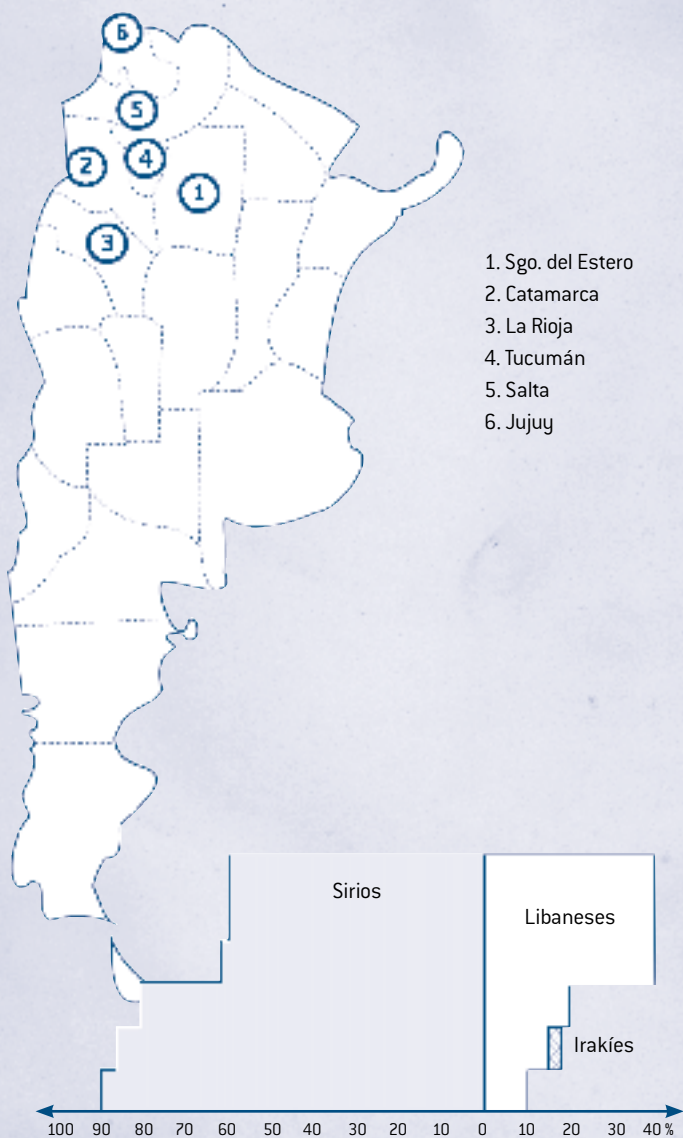 6
5
4
2
1
3
1. Sgo. del Estero
2. Catamarca
3. La Rioja
4. Tucumán
5. Salta
6. Jujuy
Sirios
Libaneses
Irakíes
100 90 80 70 60 50 40 30 20 10 0 10 20 30 40 %